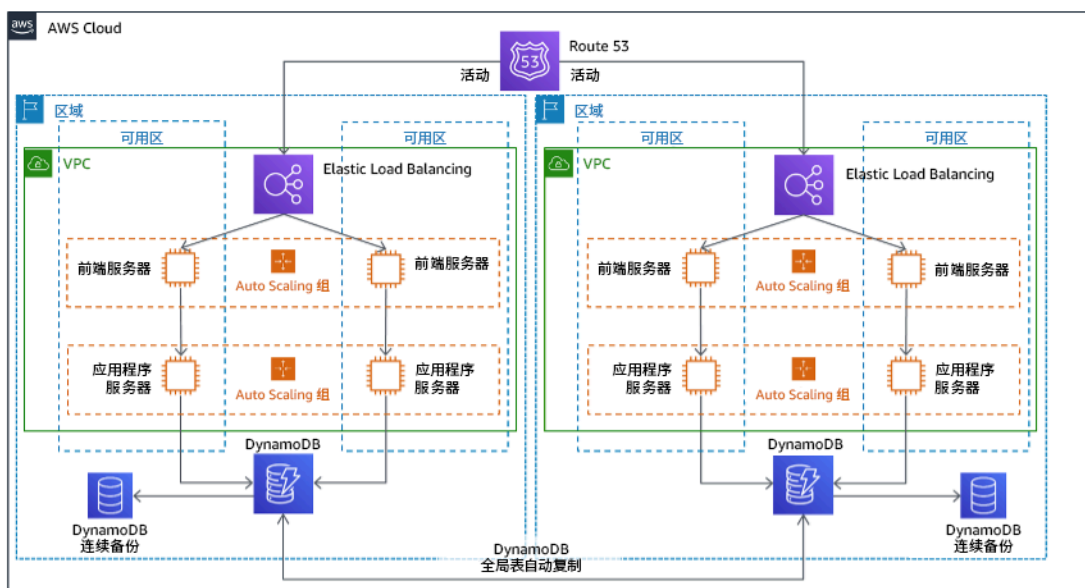 aws
AWS Cloud
Route 53
53
活动
活动
区域
区域
可用区
可用区
可用区
可用区
VPC
Elastic Load Balancing
VPC
Elastic Load Balancing
前端服务器
Auto Scaling 组
前端服务器
前端服务器
Auto Scaling 组
前端服务器
应用程序
服务器
Auto Scaling 组
应用程序
服务器
应用程序
服务器
Auto Scaling 组
应用程序
服务器
DynamoDB
DynamoDB
DynamoDB
连续备份
DynamoDB
全局表自动复制
DynamoDB
连续备份